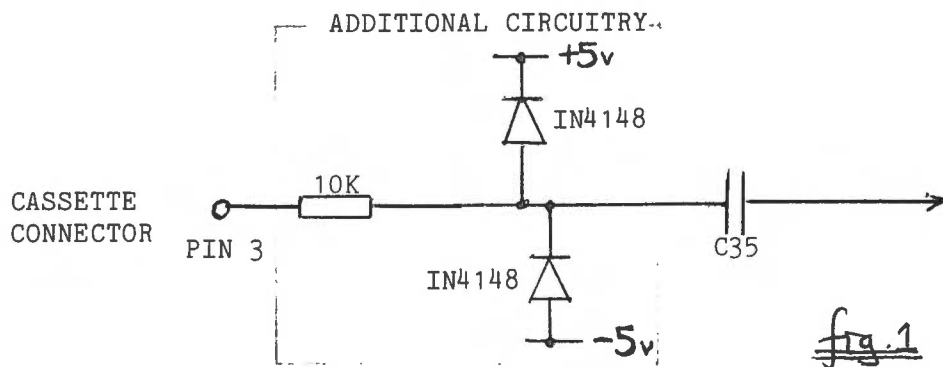 ADDITIONAL CIRCUITRY
+5v
IN4148
10K
CASSETTE
CONNECTOR
PIN 3
C35
IN4148
-5v
fig.1